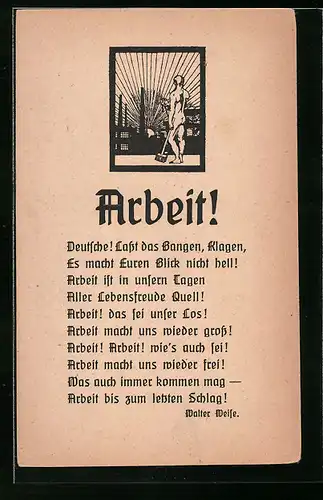 Arbeit!
Deutsche! Laßt das Bangen, Klagen,
Es macht Euren Blick nicht hell!
Arbeit ist in unsern Tagen
Aller Lebensfreude Quell!
Arbeit! das sei unser Los!
Arbeit macht uns wieder groß!
Arbeit! Arbeit! wie's auch sei!
Arbeit macht uns wieder frei!
Was auch immer kommen mag —
Arbeit bis zum letzten Schlag!
Walter Weise.